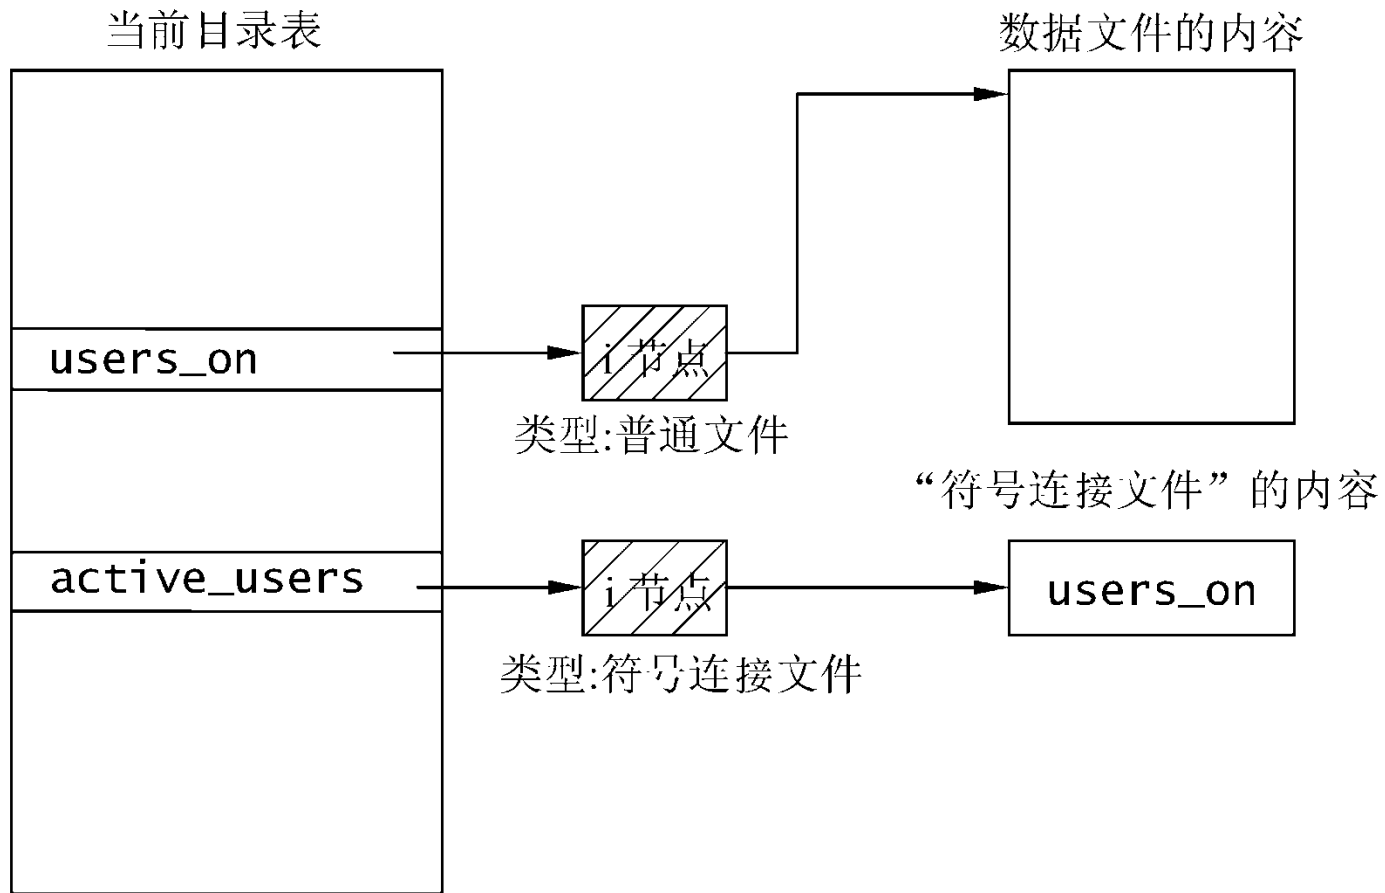 当前目录表
数据文件的内容
users_on
i 节点
类型:普通文件
“符号连接文件”的内容
active_users
i 节点
users_on
类型:符号连接文件